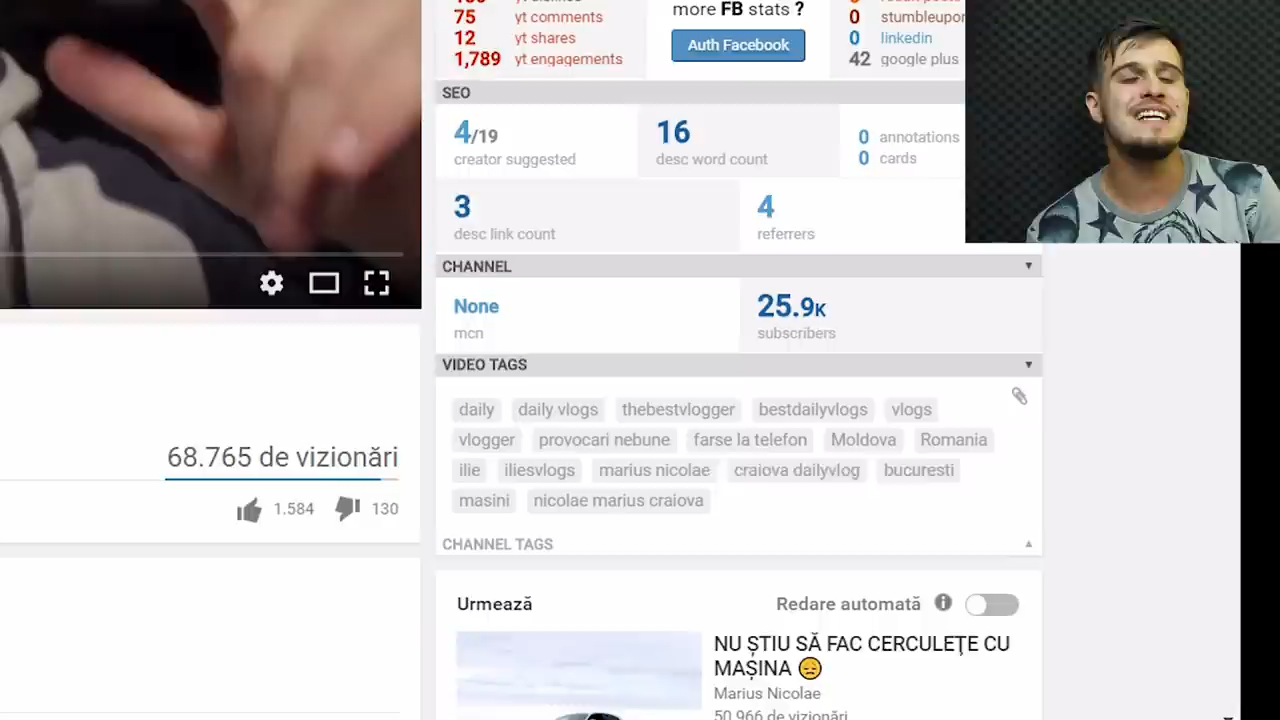 more FB stats ?
Auth Facebook
75 yt comments
12 yt shares
1,789 yt engagements
0
0 linkedin
42 google plus
SEO
4/19
creator suggested
16
desc word count
0 annotations
0 cards
3
desc link count
4
referrers
CHANNEL
None
mcn
25.9K
subscribers
VIDEO TAGS
daily daily vlogs thebestvlogger bestdailyvlogs vlogs
vlogger provocari nebune farse la telefon Moldova Romania
ilie iliesvlogs marius nicolae craiova dailyvlog bucuresti
masini nicolae marius craiova
CHANNEL TAGS
68.765 de vizionări
1.584 130
Urmează
Redare automată
NU ȘTIU SĂ FAC CERCULEȚE CU
MAȘINA
Marius Nicolae
50.966 de vizionări